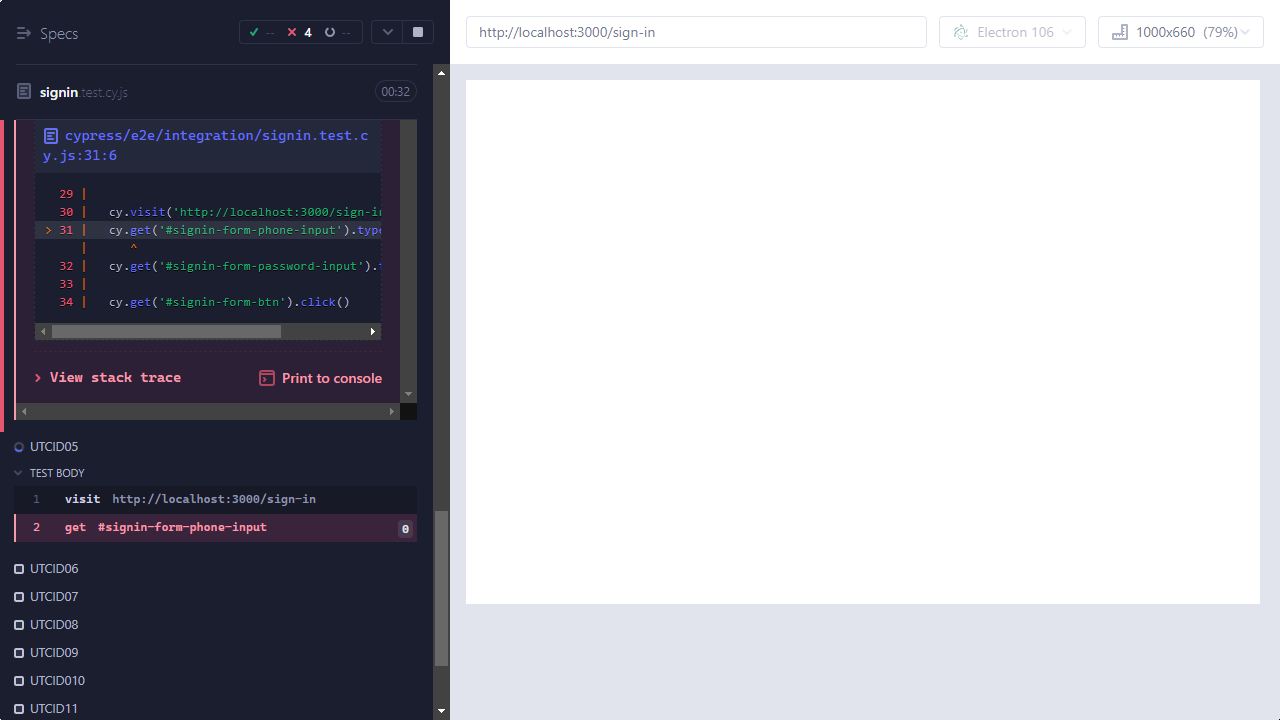 Specs
-- 4 --
http://localhost:3000/sign-in
Electron 106
1000x660 (79%)
signin.test.cy.js
00:32
cypress/e2e/integration/signin.test.c
y.js:31:6
29 |
30 | cy.visit('http://localhost:3000/sign-in
> 31 | cy.get('#signin-form-phone-input').type
| ^
32 | cy.get('#signin-form-password-input').t
33 |
34 | cy.get('#signin-form-btn').click()
> View stack trace
Print to console
UTCID05
TEST BODY
1 visit http://localhost:3000/sign-in
2 get #signin-form-phone-input 0
UTCID06
UTCID07
UTCID08
UTCID09
UTCID010
UTCID11